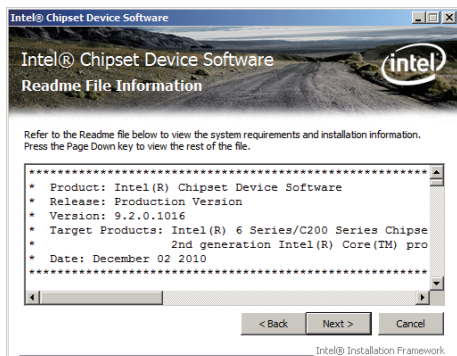 Intel® Chipset Device Software
Intel® Chipset Device Software
intel
Readme File Information
Refer to the Readme file below to view the system requirements and installation information.
Press the Page Down key to view the rest of the file.
************************************************************
* Product: Intel(R) Chipset Device Software
* Release: Production Version
* Version: 9.2.0.1016
* Target Products: Intel(R) 6 Series/C200 Series Chipse
* 2nd generation Intel(R) Core(TM) pro
* Date: December 02 2010
************************************************************
< Back Next > Cancel
Intel® Installation Framework